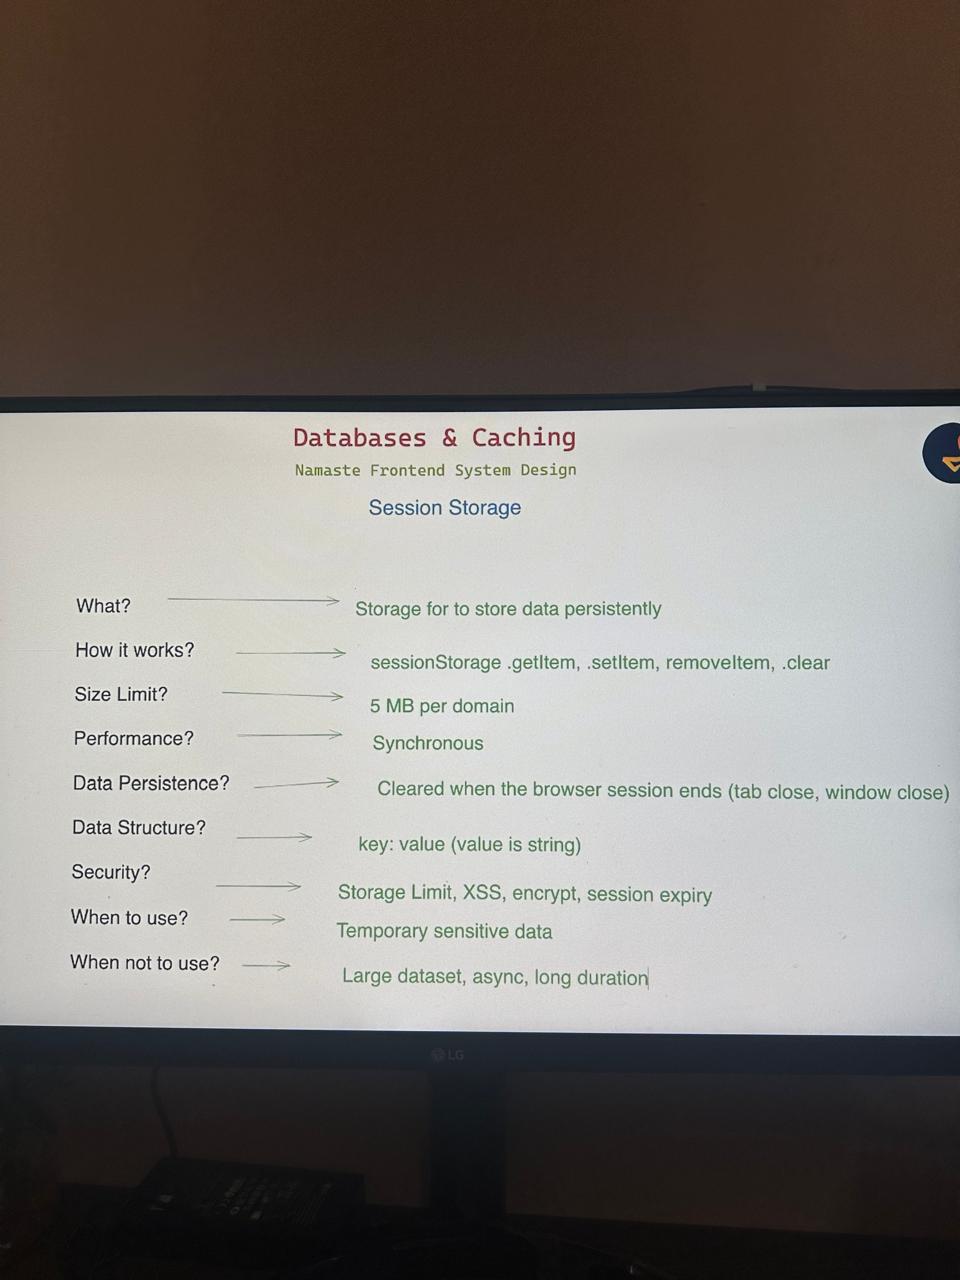 Databases & Caching
Namaste Frontend System Design
Session Storage
What? Storage for to store data persistently
How it works? sessionStorage .getItem, .setItem, removeItem, .clear
Size Limit? 5 MB per domain
Performance? Synchronous
Data Persistence? Cleared when the browser session ends (tab close, window close)
Data Structure? key: value (value is string)
Security? Storage Limit, XSS, encrypt, session expiry
When to use? Temporary sensitive data
When not to use? Large dataset, async, long duration
LG